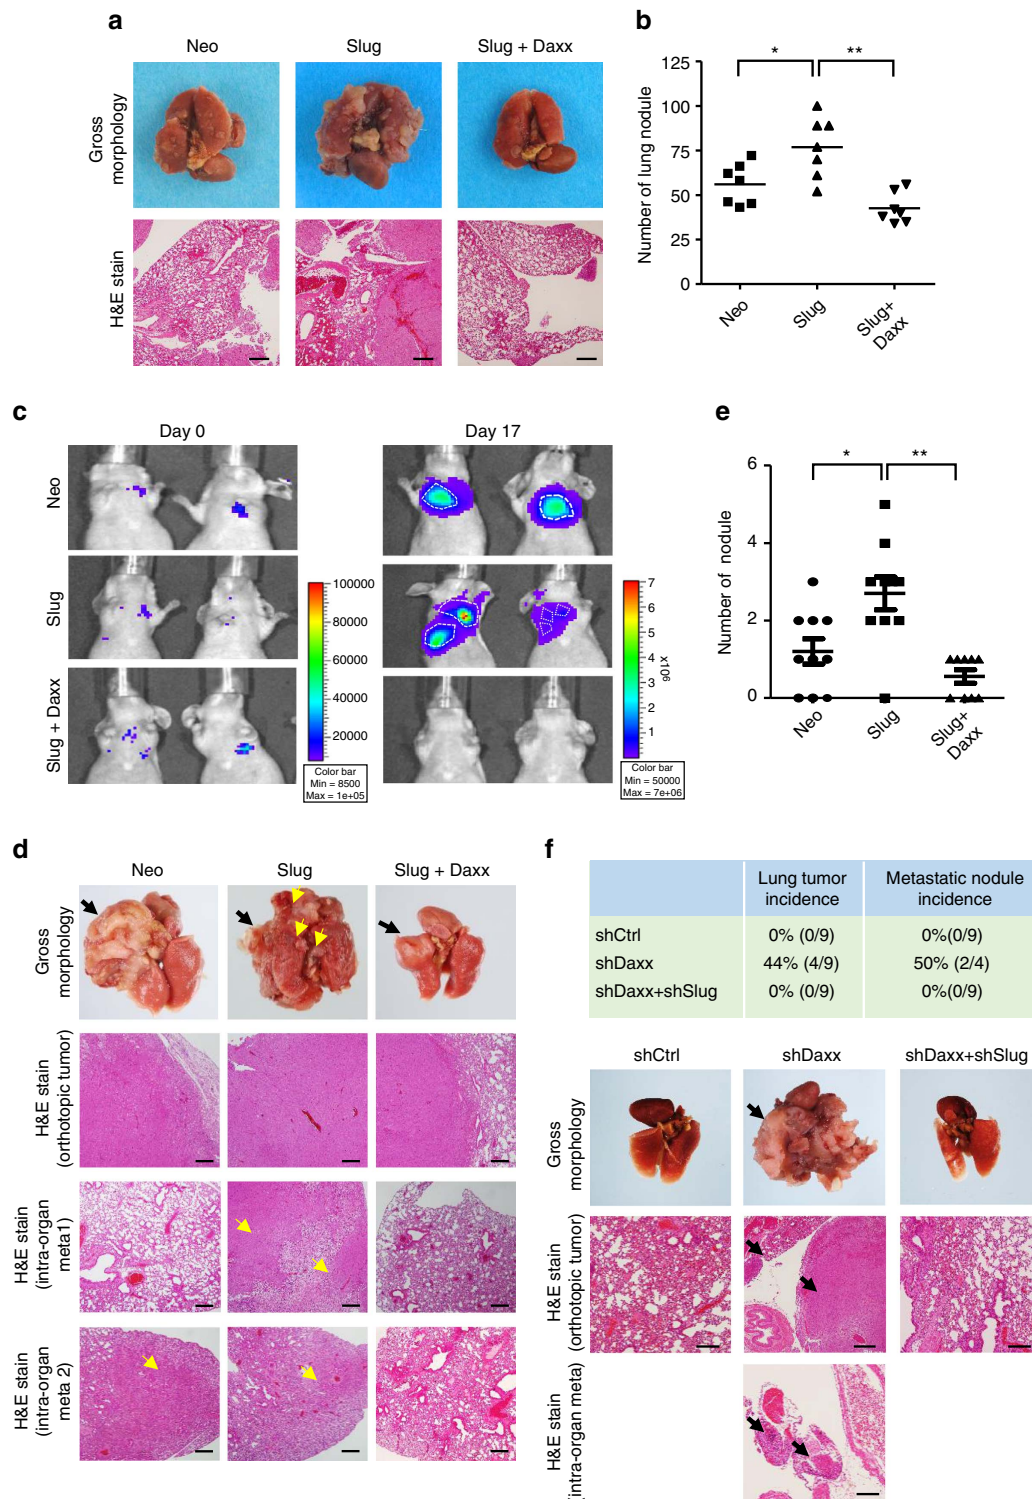 a
Neo
Slug
Slug + Daxx
Gross
morphology
H&E stain
b
*
**
Number of lung nodule
125
100
75
50
25
0
Neo
Slug
Slug+
Daxx
c
Day 0
Day 17
Neo
Slug
Slug + Daxx
100000
80000
60000
40000
20000
Color bar
Min = 8500
Max = 1e+05
7
6
5
4
3
2
1
x10⁶
Color bar
Min = 50000
Max = 7e+06
e
*
**
Number of nodule
6
4
2
0
Neo
Slug
Slug+
Daxx
d
Neo
Slug
Slug + Daxx
Gross
morphology
H&E stain
(orthotopic tumor)
H&E stain
(intra-organ
meta1)
H&E stain
(intra-organ
meta 2)
f
Lung tumor
incidence
Metastatic nodule
incidence
shCtrl 0% (0/9) 0%(0/9)
shDaxx 44% (4/9) 50% (2/4)
shDaxx+shSlug 0% (0/9) 0%(0/9)
shCtrl
shDaxx
shDaxx+shSlug
Gross
morphology
H&E stain
(orthotopic tumor)
H&E stain
(intra-organ meta)